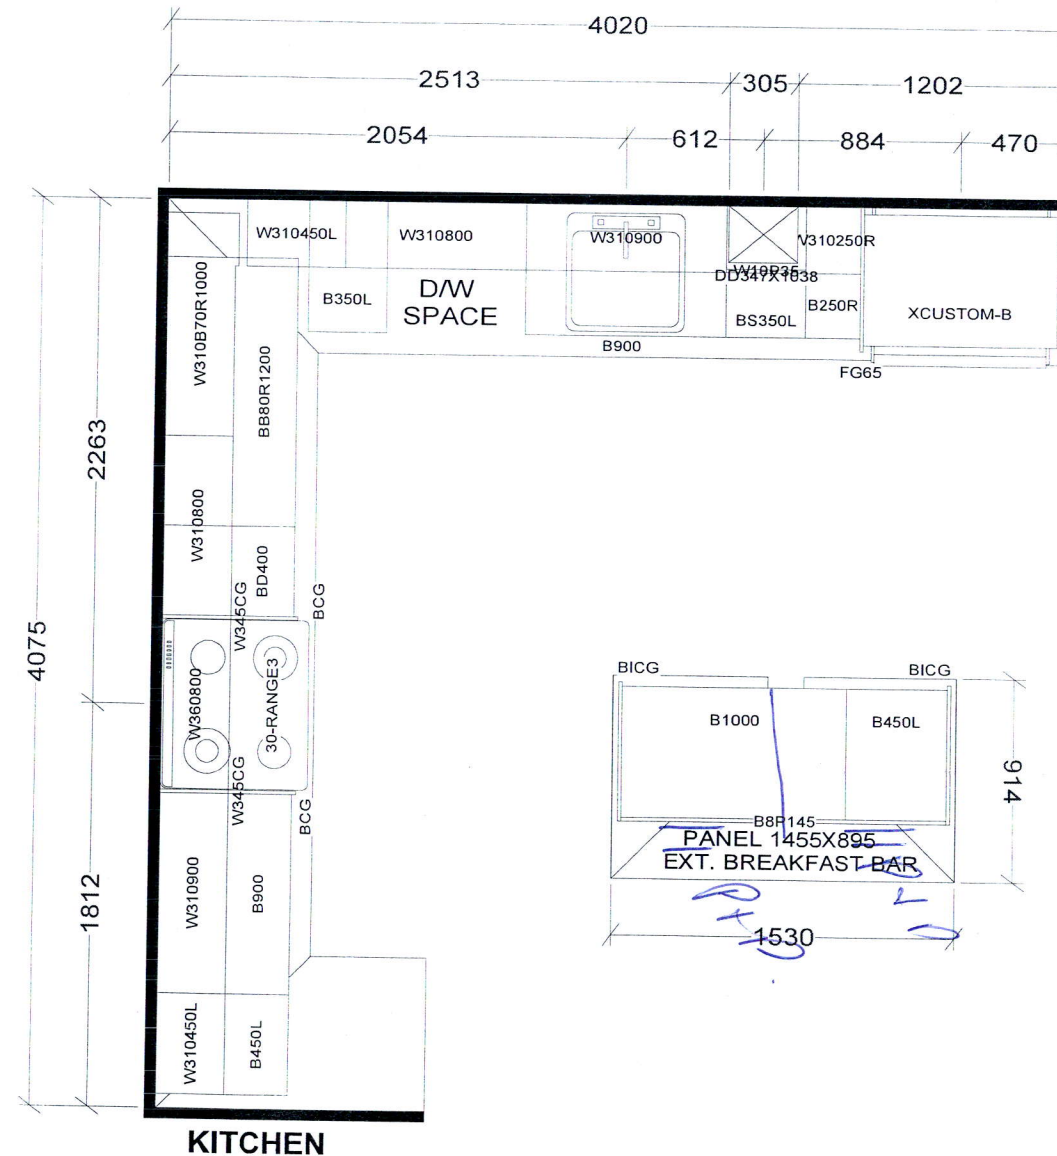 4020
2513 305 1202
2054 612 884 470
W310450L W310800 W310900 W310250R
W10P35
DD347X1038
B350L
D/W
SPACE
BS350L B250R
XCUSTOM-B
B900
FG65
W310B70R1000
BB80R1200
2263
W310800
BD400
W345CG
BCG
4075
W360800
30-RANGE3
W345CG
BCG
BICG BICG
B1000 B450L
914
B8P145
PANEL 1455X895
EXT. BREAKFAST BAR
1530
1812
W310900
B900
W310450L
B450L
KITCHEN